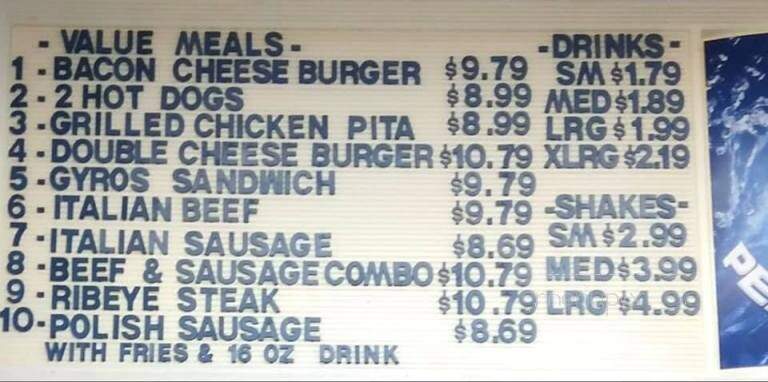 - VALUE MEALS -
1 - BACON CHEESE BURGER $9.79
2 - 2 HOT DOGS $8.99
3 - GRILLED CHICKEN PITA $8.99
4 - DOUBLE CHEESE BURGER $10.79
5 - GYROS SANDWICH $9.79
6 - ITALIAN BEEF $9.79
7 - ITALIAN SAUSAGE $8.69
8 - BEEF & SAUSAGE COMBO $10.79
9 - RIBEYE STEAK $10.79
10 - POLISH SAUSAGE $8.69
WITH FRIES & 16 OZ DRINK
- DRINKS -
SM $1.79
MED $1.89
LRG $1.99
XLRG $2.19
- SHAKES -
SM $2.99
MED $3.99
LRG $4.99
PE